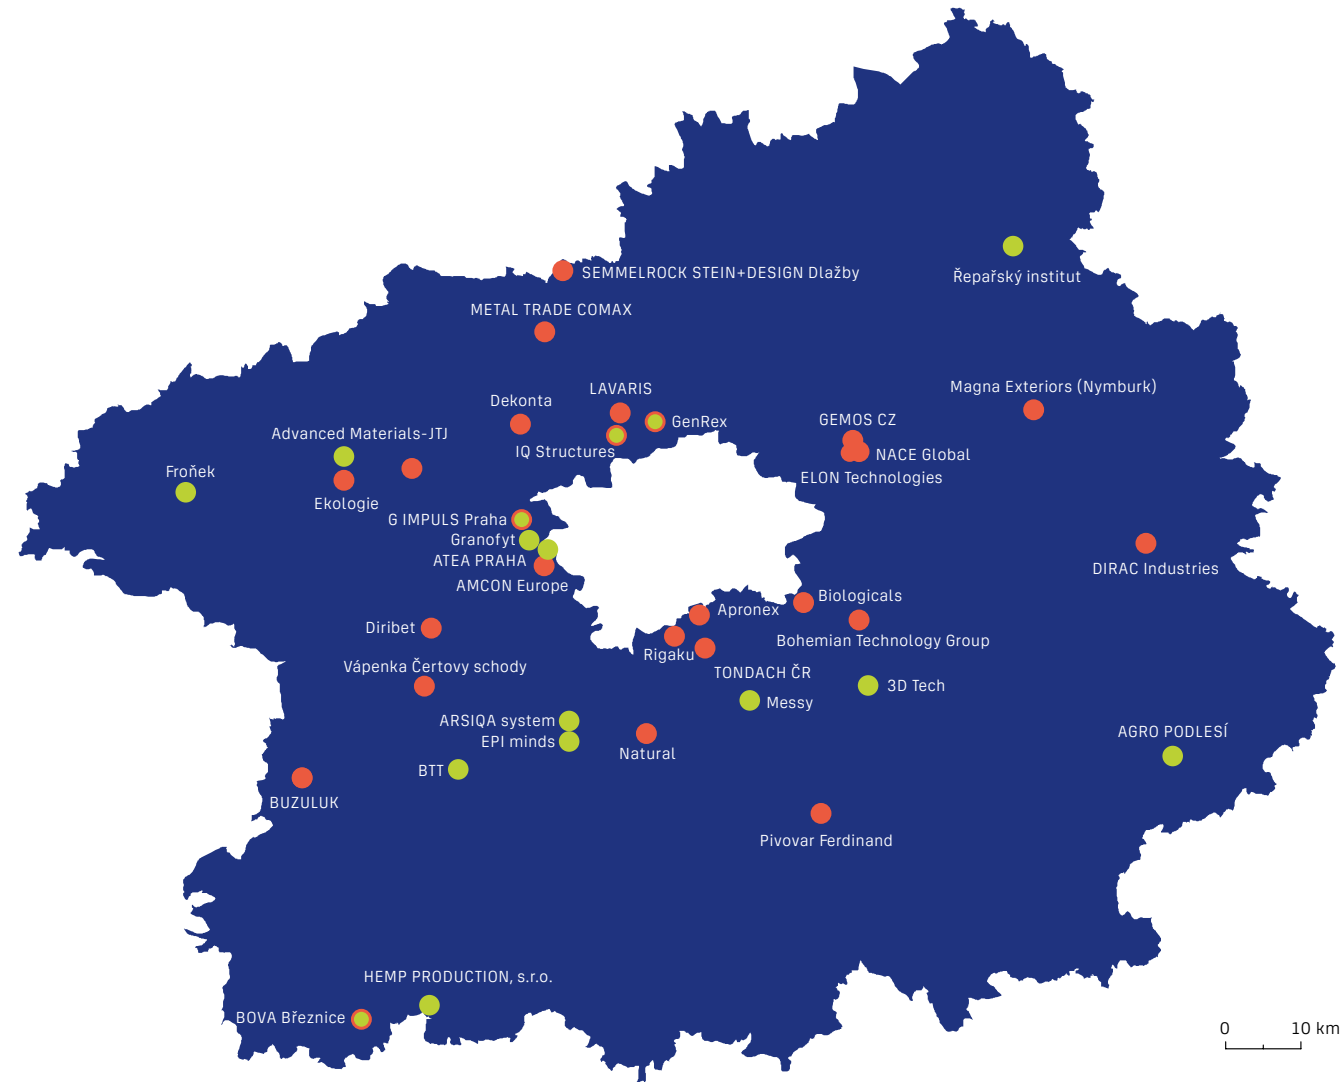 Řepařský institut
SEMMELROCK STEIN+DESIGN Dlažby
METAL TRADE COMAX
LAVARIS
Magna Exteriors (Nymburk)
Dekonta
GenRex
GEMOS CZ
Advanced Materials-JTJ
IQ Structures
NACE Global
Froňek
ELON Technologies
Ekologie
G IMPULS Praha
Granofyt
ATEA PRAHA
DIRAC Industries
AMCON Europe
Biologicals
Apronex
Diribet
Bohemian Technology Group
Rigaku
Vápenka Čertovy schody
TONDACH ČR
3D Tech
Messy
ARSIQA system
AGRO PODLESÍ
EPI minds
Natural
BTT
BUZULUK
Pivovar Ferdinand
HEMP PRODUCTION, s.r.o.
BOVA Březnice
0 10 km